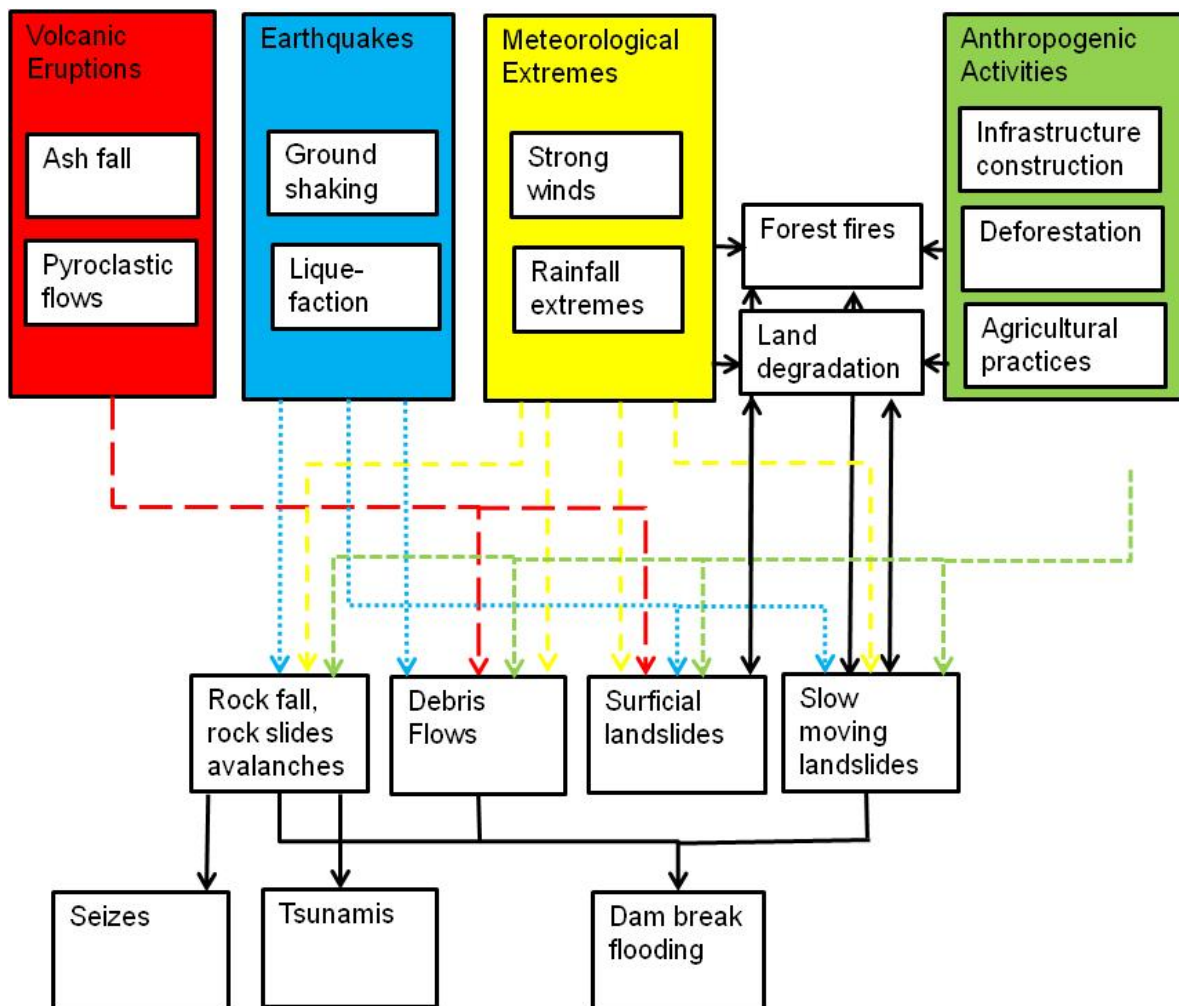 Volcanic
Eruptions
Ash fall
Pyroclastic
flows
Earthquakes
Ground
shaking
Lique-
faction
Meteorological
Extremes
Strong
winds
Rainfall
extremes
Forest fires
Land
degradation
Anthropogenic
Activities
Infrastructure
construction
Deforestation
Agricultural
practices
Rock fall,
rock slides
avalanches
Debris
Flows
Surficial
landslides
Slow
moving
landslides
Seizes
Tsunamis
Dam break
flooding